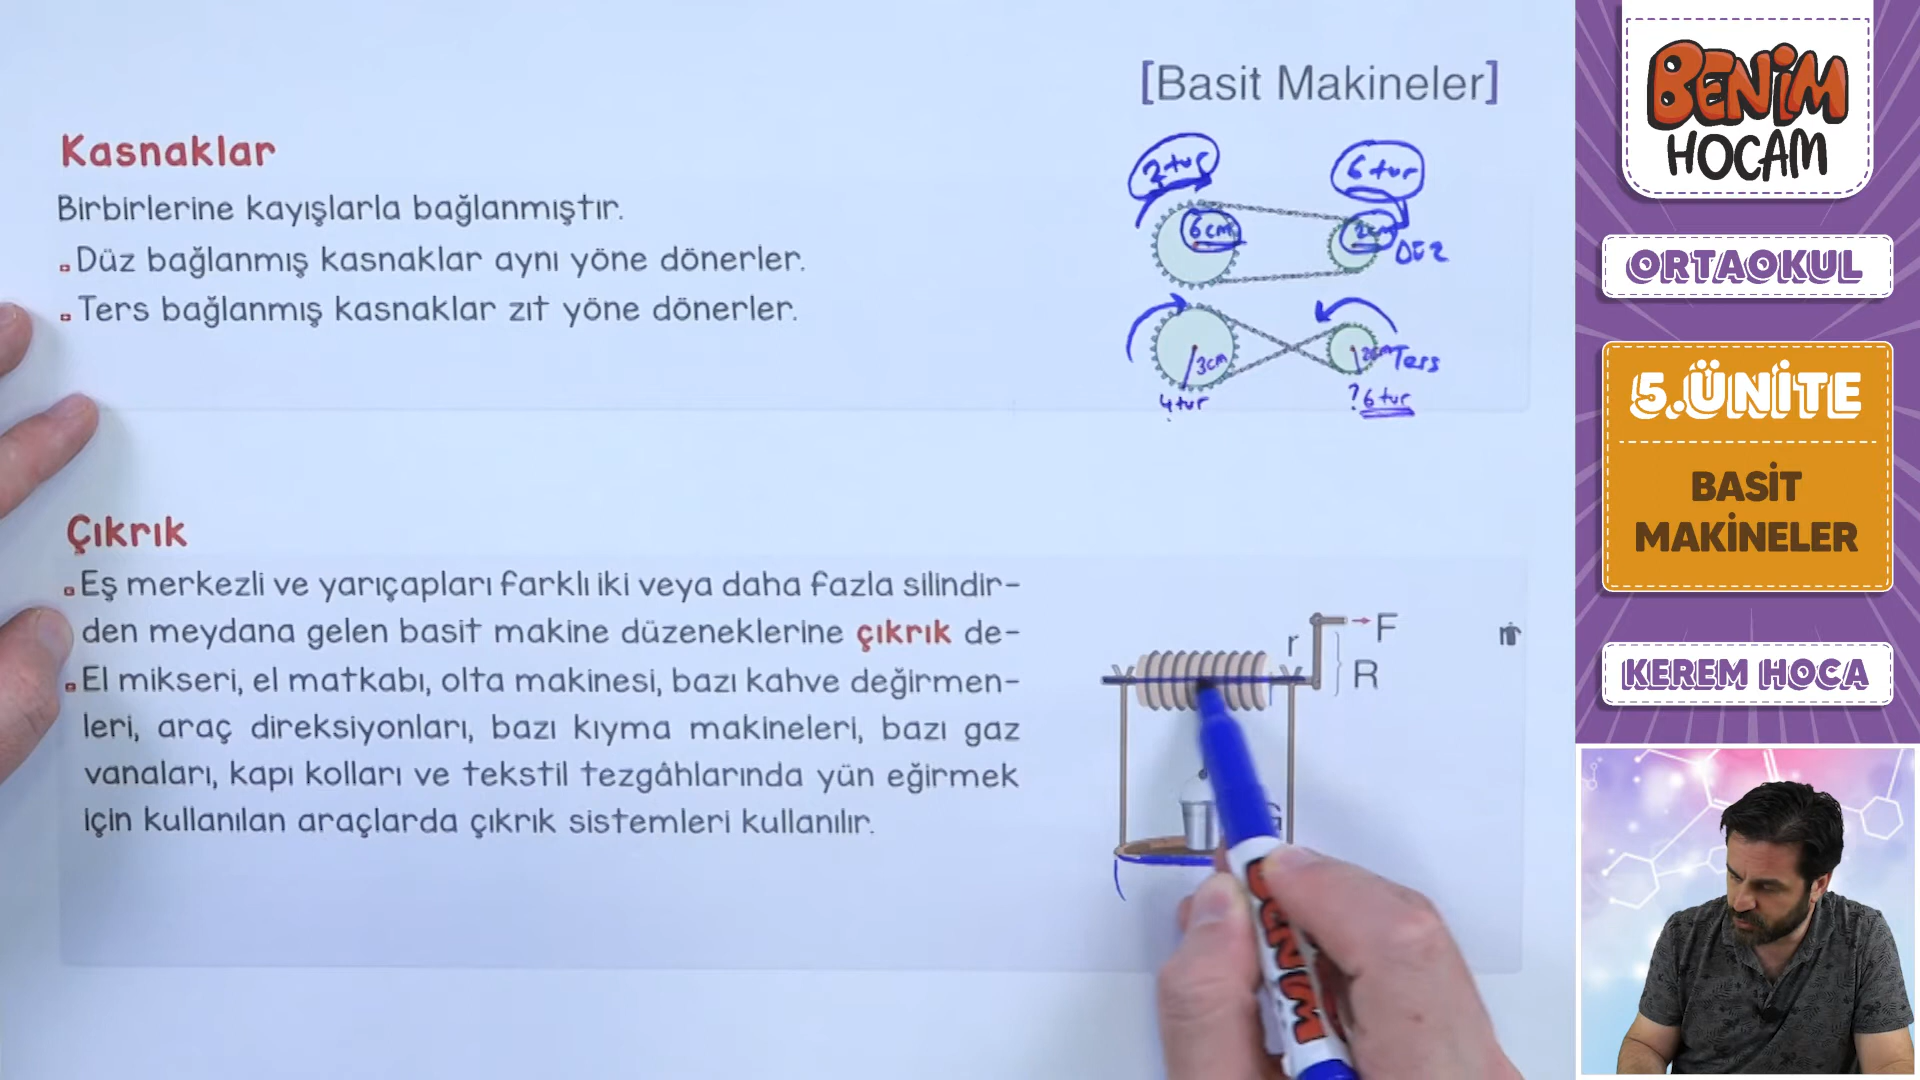 [Basit Makineler]
Kasnaklar
Birbirlerine kayışlarla bağlanmıştır.
Düz bağlanmış kasnaklar aynı yöne dönerler.
Ters bağlanmış kasnaklar zıt yöne dönerler.
2 tur
6 tur
6cm
2cm
Düz
3cm
2cm
Ters
4 tur
? 6 tur
Çıkrık
Eş merkezli ve yarıçapları farklı iki veya daha fazla silindir-
den meydana gelen basit makine düzeneklerine çıkrık de-
El mikseri, el matkabı, olta makinesi, bazı kahve değirmen-
leri, araç direksiyonları, bazı kıyma makineleri, bazı gaz
vanaları, kapı kolları ve tekstil tezgâhlarında yün eğirmek
için kullanılan araçlarda çıkrık sistemleri kullanılır.
r
F
R
G
BENİM
HOCAM
ORTAOKUL
5.ÜNİTE
BASİT
MAKİNELER
KEREM HOCA
BENİM